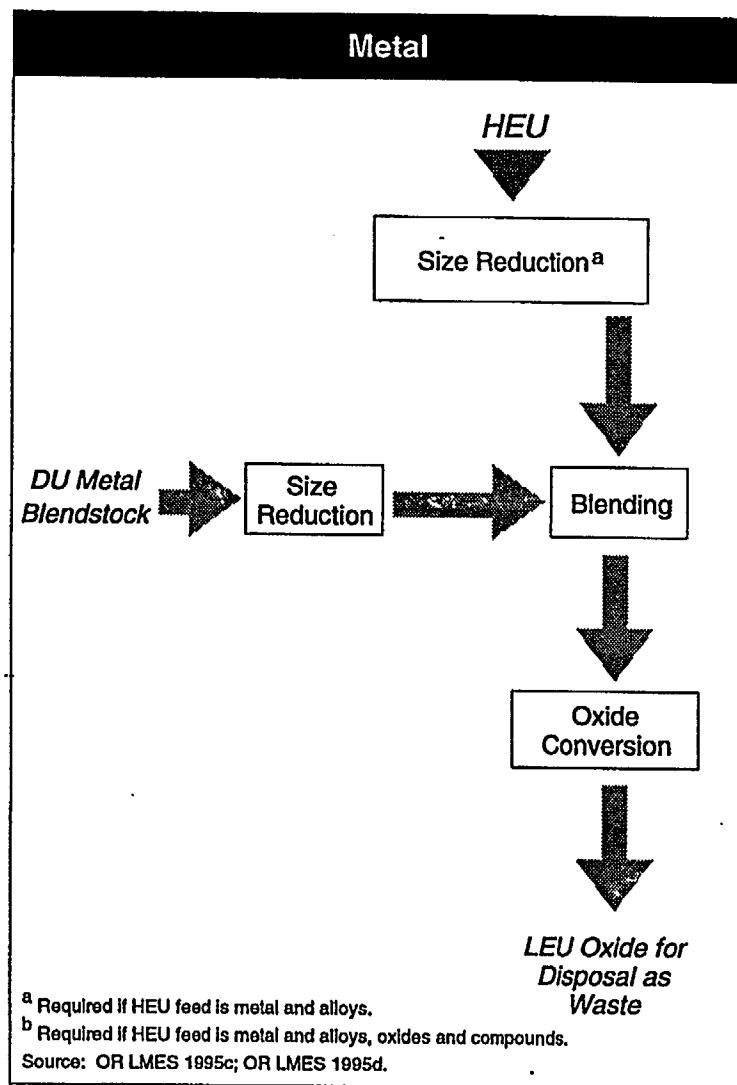 Metal
HEU
Size Reduction a
DU Metal
Blendstock
Size
Reduction
Blending
Oxide
Conversion
LEU Oxide for
Disposal as
Waste
a Required if HEU feed is metal and alloys.
b Required if HEU feed is metal and alloys, oxides and compounds.
Source: OR LMES 1995c; OR LMES 1995d.